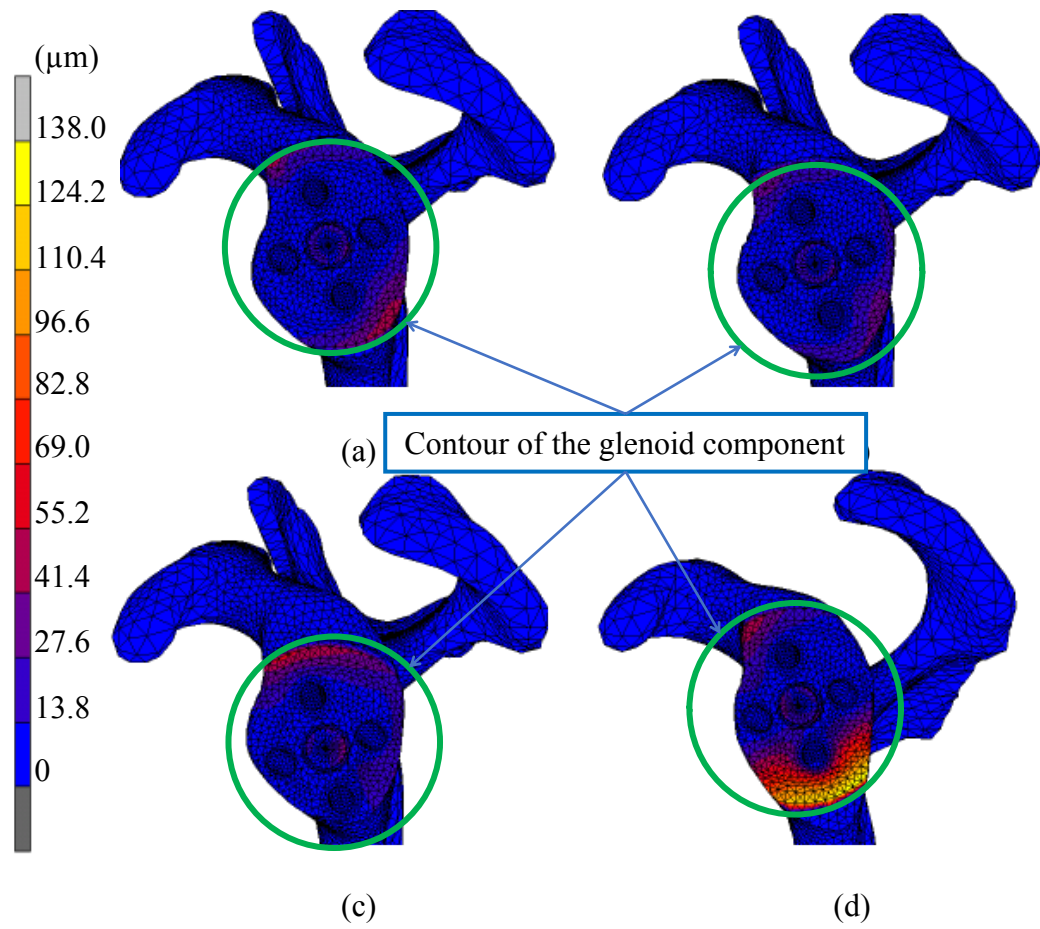 (µm)
138.0
124.2
110.4
96.6
82.8
69.0
55.2
41.4
27.6
13.8
0
(a)
Contour of the glenoid component
(c)
(d)